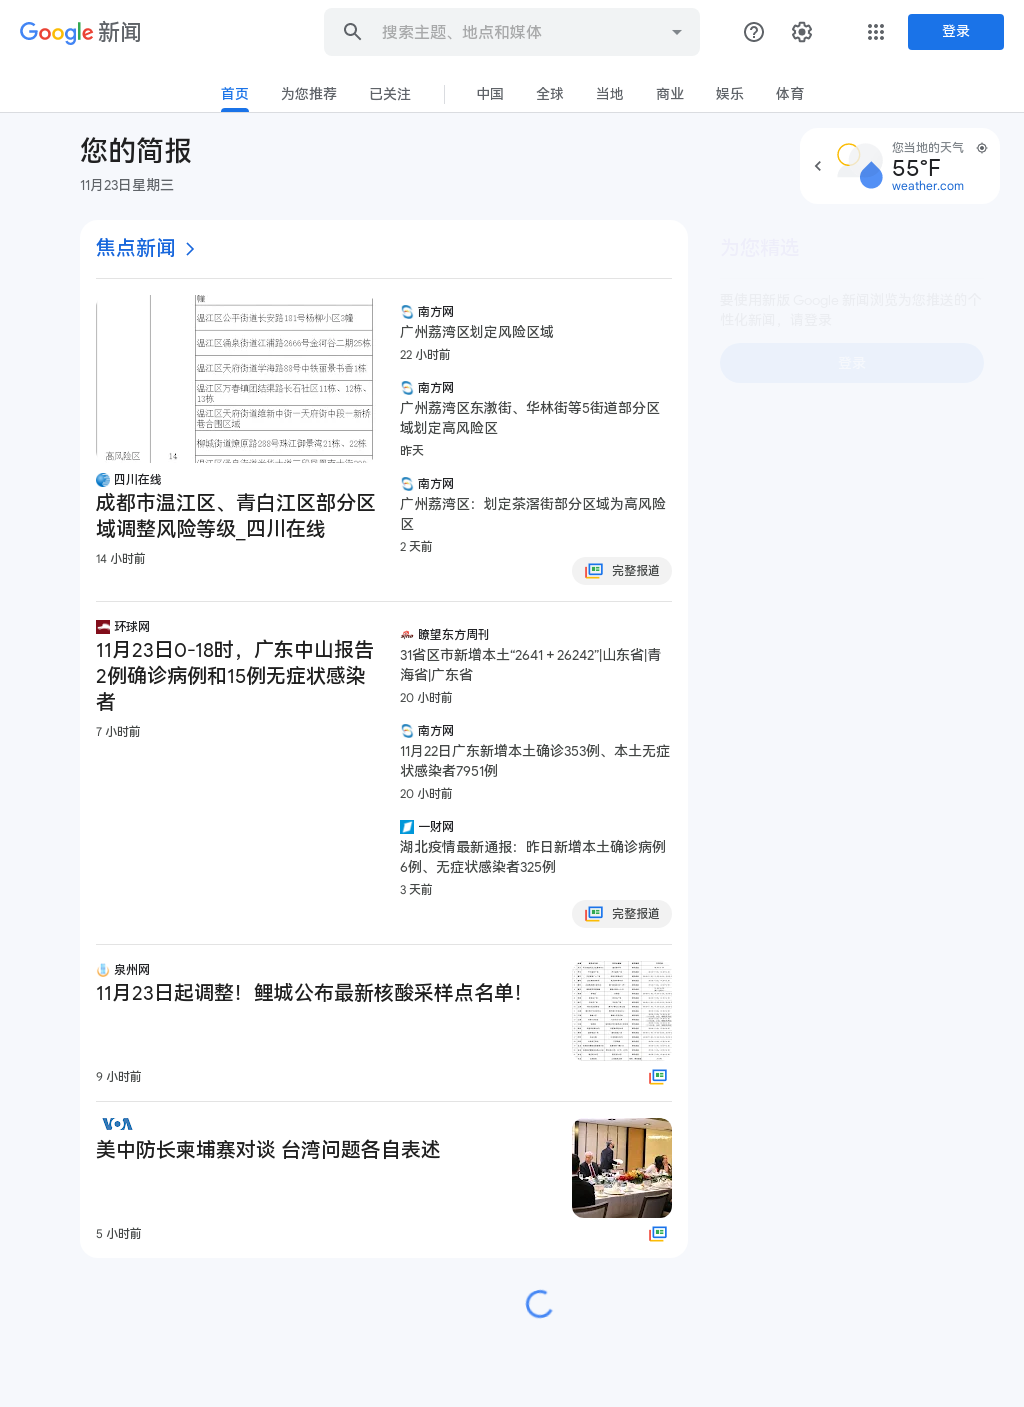 Google 新闻
搜索主题、地点和媒体
登录
首页
为您推荐
已关注
中国
全球
当地
商业
娱乐
体育
您的简报
11月23日星期三
您当地的天气
55°F
weather.com
焦点新闻
为您精选
要使用新版 Google 新闻浏览为您推送的个
性化新闻，请登录
登录
幢
温江区公平街道长安路181号杨柳小区3幢
温江区涌泉街道江浦路2666号金河谷二期25栋
温江区天府街道学海路88号中铁丽景书香1栋
温江区万春镇团结渠路长石社区11栋、12栋、
13栋
温江区天府街道维新中街—天府街中段—新桥
巷合围区域
柳城街道燎原路288号珠江御景湾21栋、22栋
高风险区
14
四川在线
成都市温江区、青白江区部分区
域调整风险等级_四川在线
14 小时前
南方网
广州荔湾区划定风险区域
22 小时前
南方网
广州荔湾区东漖街、华林街等5街道部分区
域划定高风险区
昨天
南方网
广州荔湾区：划定茶滘街部分区域为高风险
区
2 天前
完整报道
环球网
11月23日0-18时，广东中山报告
2例确诊病例和15例无症状感染
者
7 小时前
瞭望东方周刊
31省区市新增本土“2641＋26242”|山东省|青
海省|广东省
20 小时前
南方网
11月22日广东新增本土确诊353例、本土无症
状感染者7951例
20 小时前
一财网
湖北疫情最新通报：昨日新增本土确诊病例
6例、无症状感染者325例
3 天前
完整报道
泉州网
11月23日起调整！鲤城公布最新核酸采样点名单！
9 小时前
VOA
美中防长柬埔寨对谈 台湾问题各自表述
5 小时前